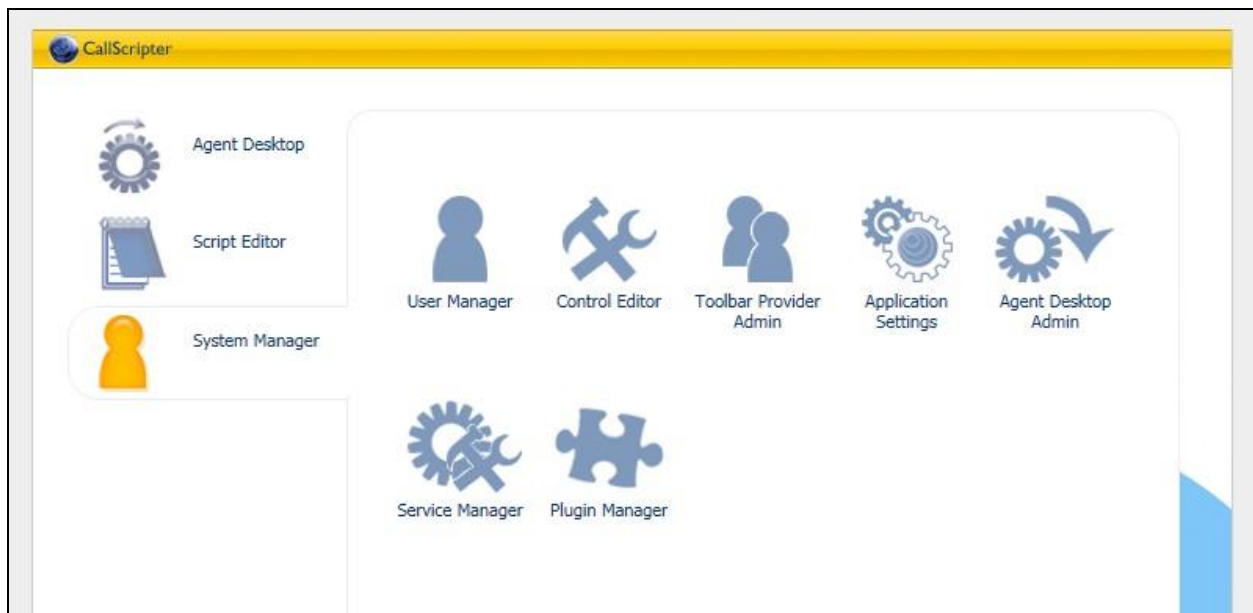 CallScripter
Agent Desktop
Script Editor
System Manager
User Manager
Control Editor
Toolbar Provider
Admin
Application
Settings
Agent Desktop
Admin
Service Manager
Plugin Manager